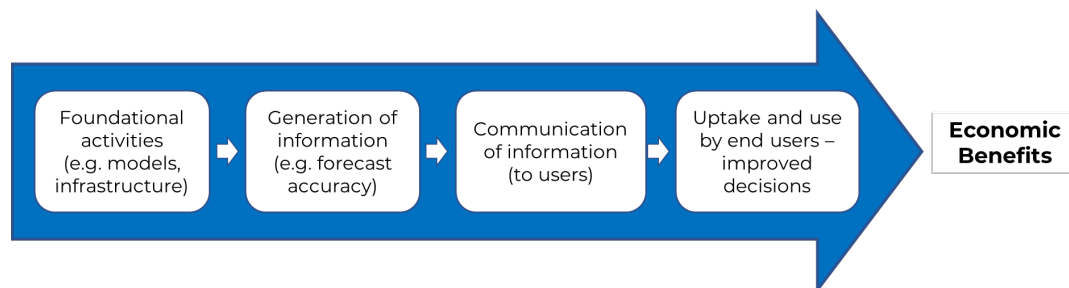 Foundational
activities
(e.g. models,
infrastructure)
Generation of
information
(e.g. forecast
accuracy)
Communication
of information
(to users)
Uptake and use
by end users –
improved
decisions
Economic
Benefits